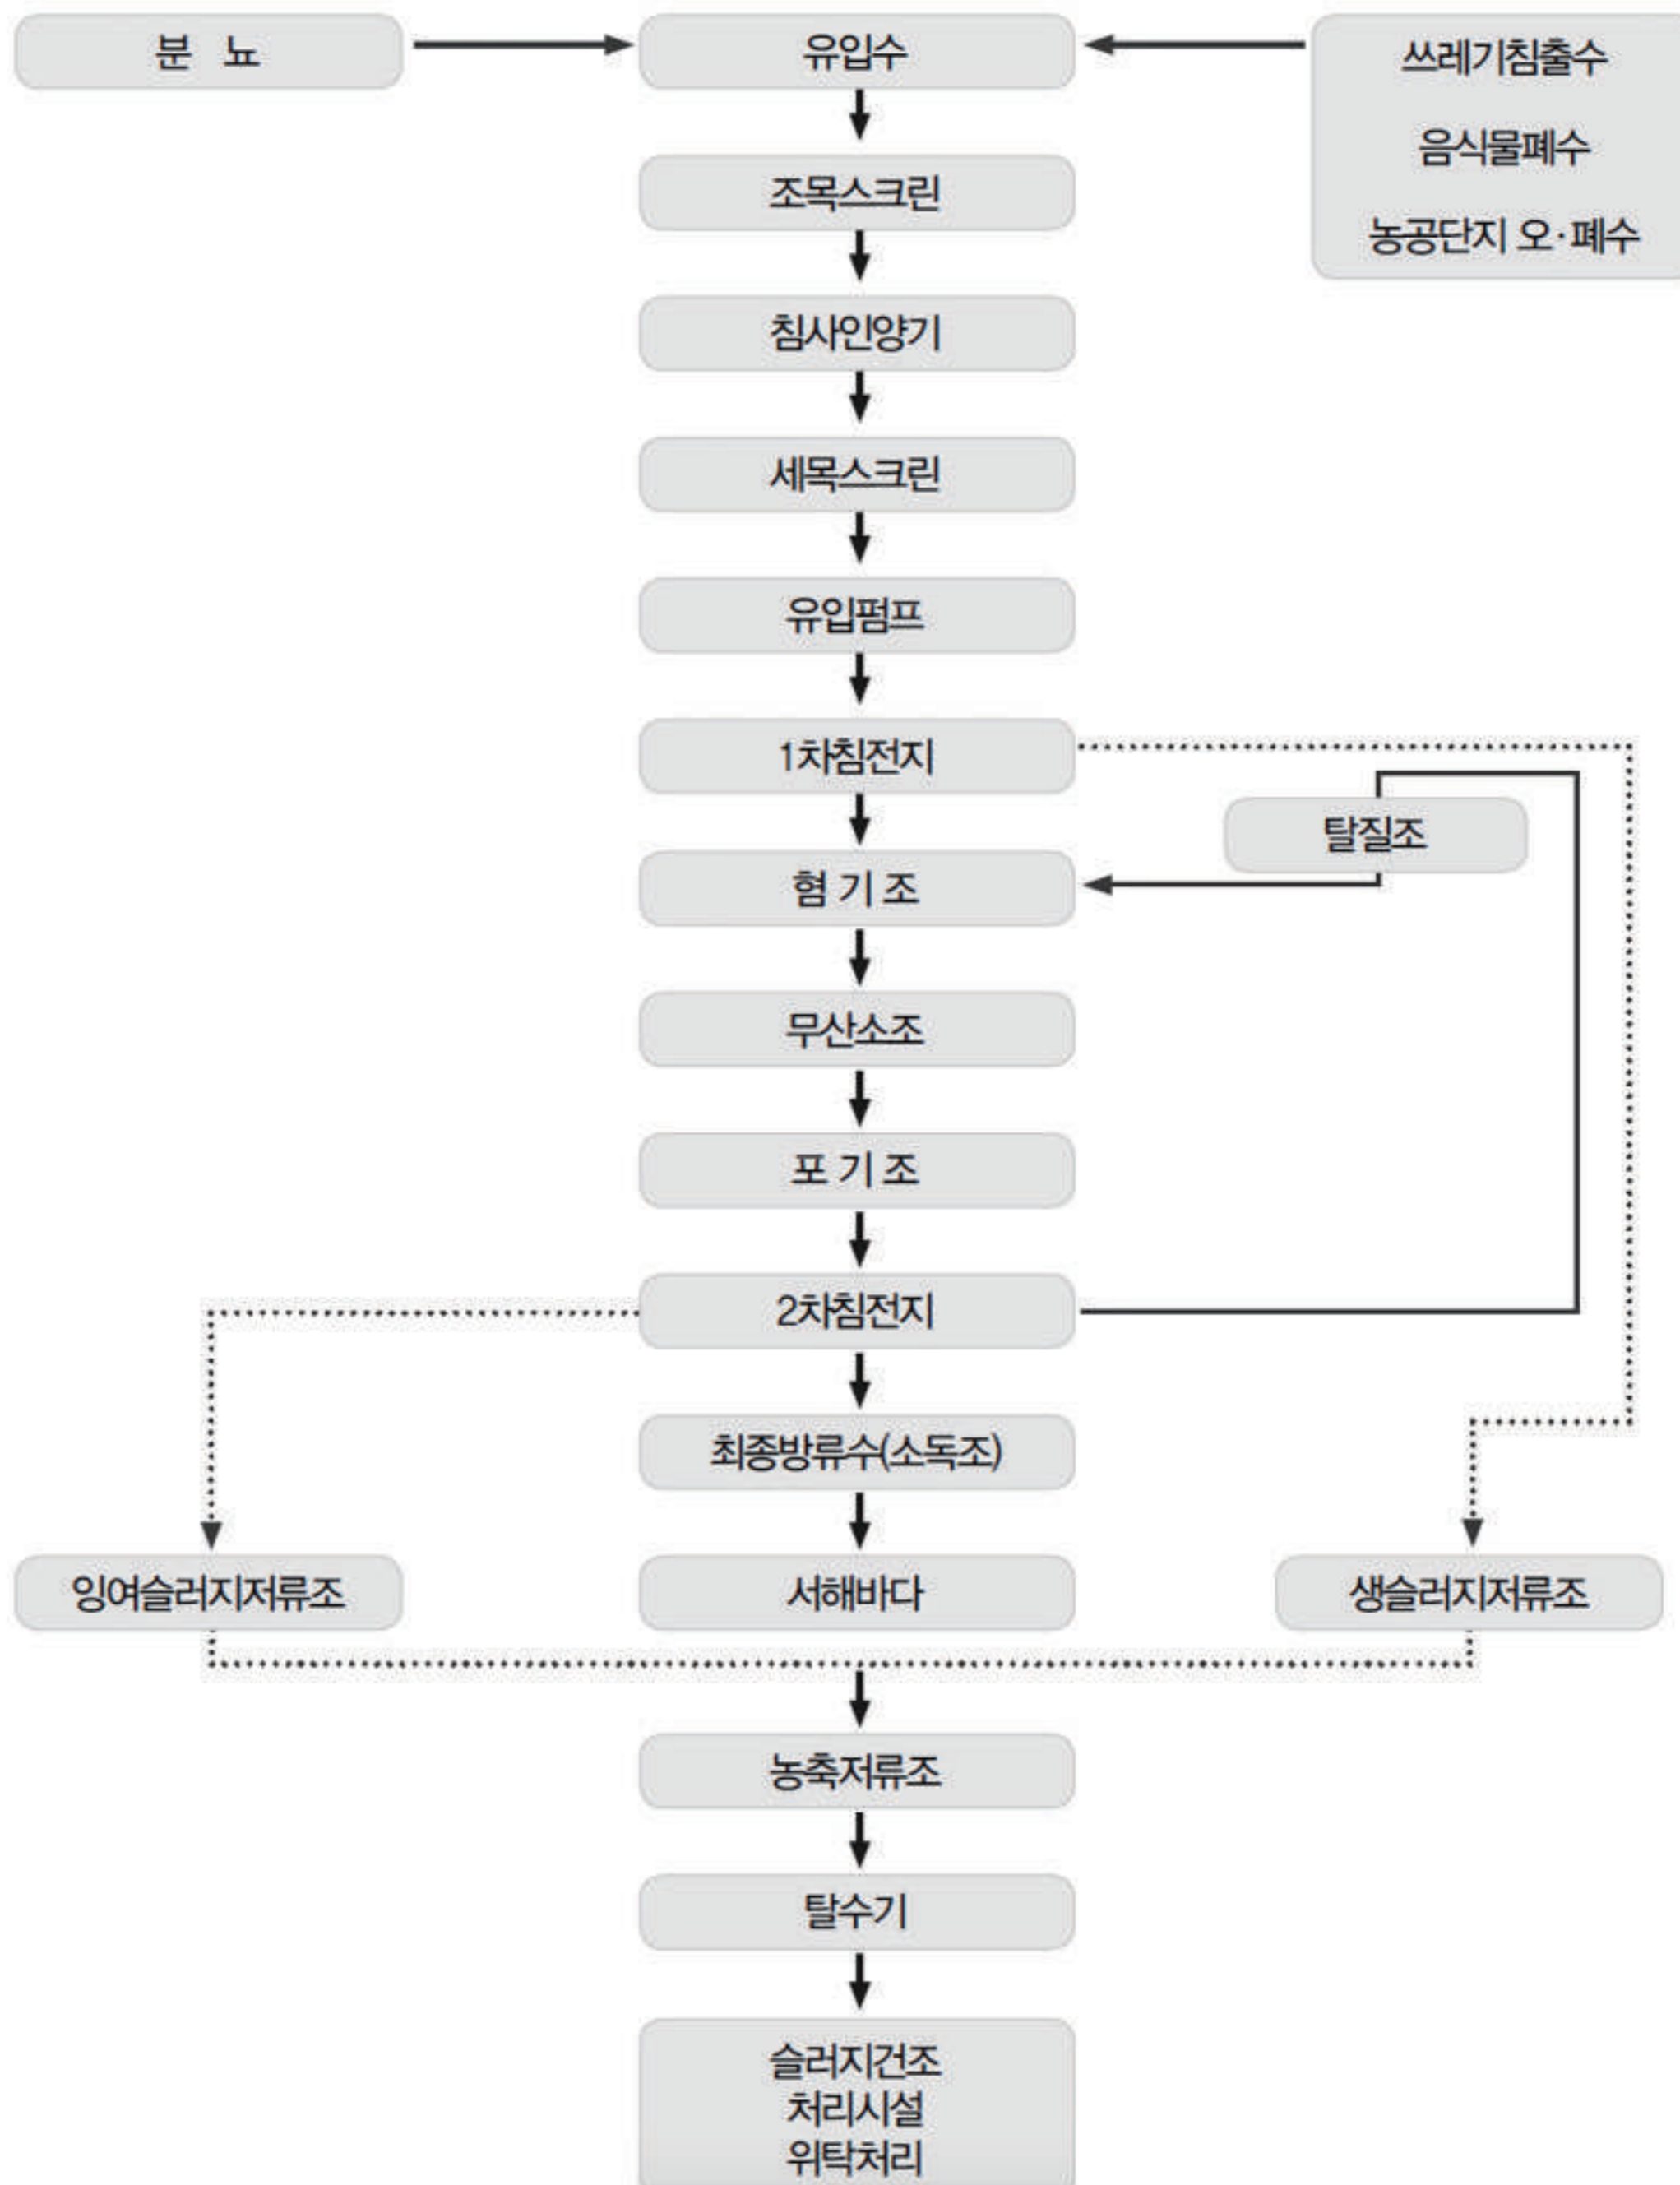 분 뇨
유입수
쓰레기침출수
음식물폐수
농공단지 오·폐수
조목스크린
침사인양기
세목스크린
유입펌프
1차침전지
탈질조
혐 기 조
무산소조
포 기 조
2차침전지
최종방류수(소독조)
잉여슬러지저류조
서해바다
생슬러지저류조
농축저류조
탈수기
슬러지건조
처리시설
위탁처리